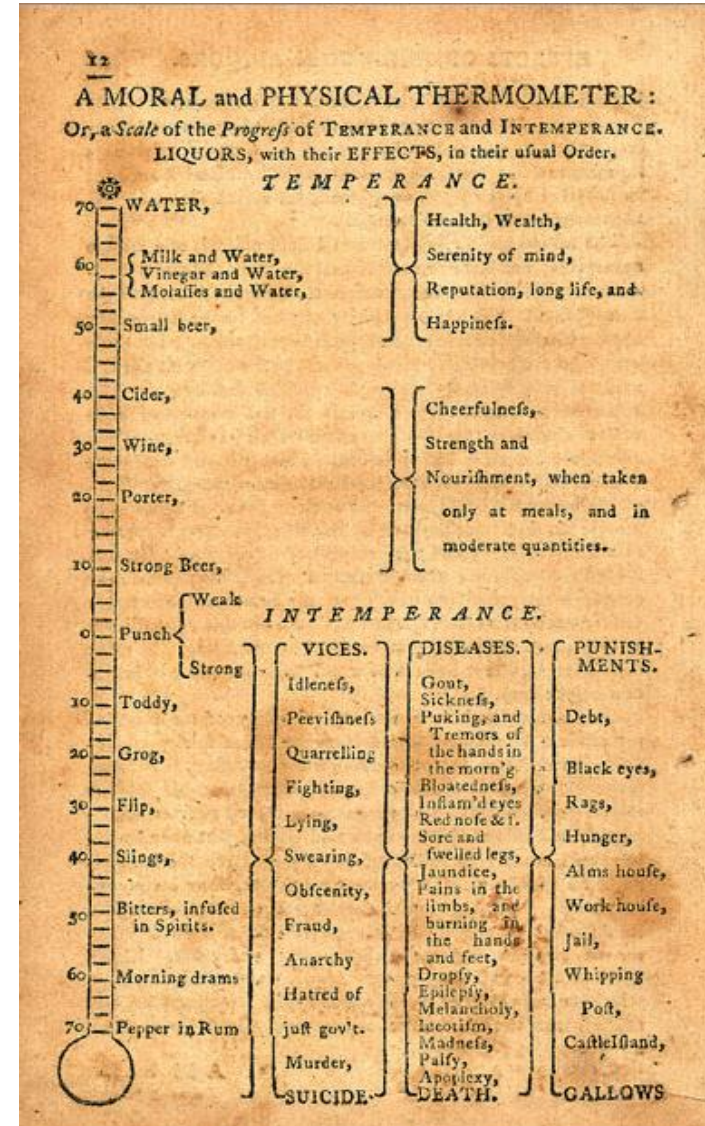 12
A MORAL and PHYSICAL THERMOMETER :
Or, a Scale of the Progreſs of TEMPERANCE and INTEMPERANCE.
LIQUORS, with their EFFECTS, in their uſual Order.
TEMPERANCE.
70 WATER,
60 Milk and Water,
Vinegar and Water,
Molaſſes and Water,
50 Small beer,
Health, Wealth,
Serenity of mind,
Reputation, long life, and
Happineſs.
40 Cider,
30 Wine,
20 Porter,
10 Strong Beer,
Cheerfulneſs,
Strength and
Nouriſhment, when taken
only at meals, and in
moderate quantities.
INTEMPERANCE.
Weak
0 Punch
Strong
10 Toddy,
20 Grog,
30 Flip,
40 Slings,
50 Bitters, infuſed
in Spirits.
60 Morning drams
70 Pepper in Rum
VICES.
Idleneſs,
Peeviſhneſs
Quarrelling
Fighting,
Lying,
Swearing,
Obſcenity,
Fraud,
Anarchy
Hatred of
juſt gov't.
Murder,
SUICIDE.
DISEASES.
Gout,
Sickneſs,
Puking, and
Tremors of
the hands in
the morn'g
Bloatedneſs,
Inflam'd eyes
Red noſe &
Sore and
ſwelled legs,
Jaundice,
Pains in the
limbs, and
burning in
the hands
and feet,
Dropſy,
Epilepſy,
Melancholy,
Madneſs,
Palſy,
Apoplexy,
DEATH.
PUNISH-
MENTS.
Debt,
Black eyes,
Rags,
Hunger,
Alms houſe,
Work houſe,
Jail,
Whipping
Poſt,
CaſtleIſland,
GALLOWS